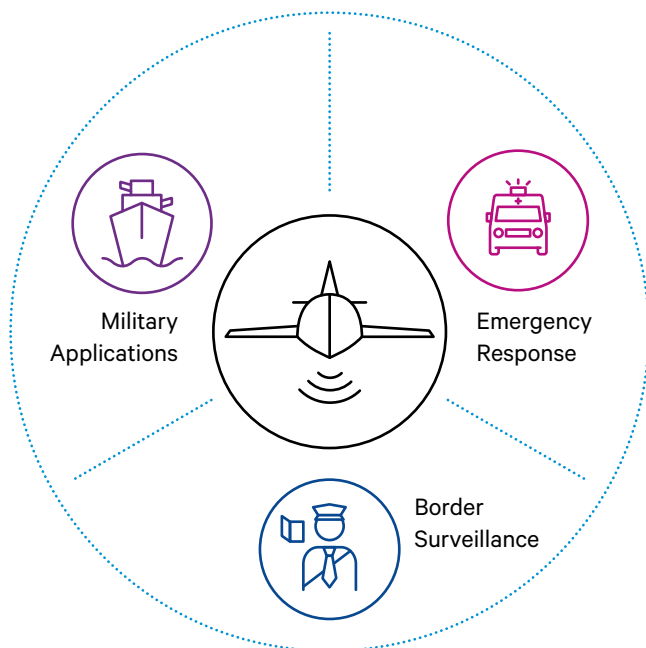 Military
Applications
Emergency
Response
Border
Surveillance